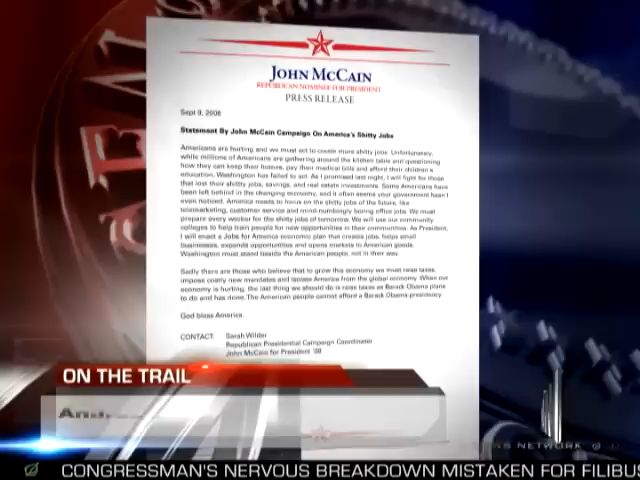 JOHN MCCAIN
REPUBLICAN NOMINEE FOR PRESIDENT
PRESS RELEASE
Sept 9, 2008
Statement By John McCain Campaign On America's Shitty Jobs
Americans are hurting and we must act to create more shitty jobs. Unfortunately,
while millions of Americans are gathering around the kitchen table and questioning
how they can keep their homes, pay their medical bills and afford their children's
education, Washington has failed to act. As I promised last night, I will fight for those
that lost their shitty jobs, savings, and real estate investments. Some Americans have
been left behind in the changing economy, and it often seems your government hasn't
even noticed. America needs to focus on the shitty jobs of the future, like
telemarketing, customer service and mind-numbingly boring office jobs. We must
prepare every worker for the shitty jobs of tomorrow. We will use our community
colleges to help train people for new opportunities in their communities. As President,
I will enact a Jobs for America economic plan that creates jobs, helps small
businesses, expands opportunities and opens markets to American goods.
Washington must stand beside the American people, not in their way.
Sadly there are those who believe that to grow this economy we must raise taxes,
impose costly new mandates and isolate America from the global economy. When our
economy is hurting, the last thing we should do is raise taxes as Barack Obama plans
to do and has done. The American people cannot afford a Barack Obama presidency.
God bless America.
CONTACT: Sarah Wilder
Republican Presidential Campaign Coordinator
John McCain for President '08
ON THE TRAIL
NETWORK
CONGRESSMAN'S NERVOUS BREAKDOWN MISTAKEN FOR FILIBUS